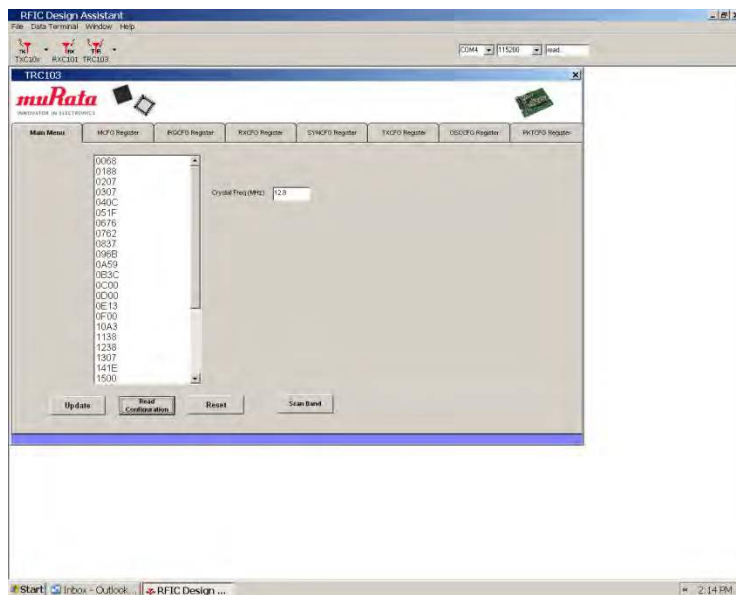 RFIC Design Assistant
File Data Terminal Window Help
TXC10x RXC101 TRC103
COM4 115200 read..
TRC103
muRata
INNOVATOR IN ELECTRONICS
Main Menu MCFG Register IRQCFG Register RXCFG Register SYNCFG Register TXCFG Register OSCCFG Register PKTCFG Register
0068
0188
0207
0307
040C
051F
0676
0762
0837
096B
0A59
0B3C
0C00
0D00
0E13
0F00
10A3
1138
1238
1307
141E
1500
Crystal Freq (MHz) 12.8
Update Read Configuration Reset Scan Band
Start Inbox - Outlook... RFIC Design ... 2:14 PM